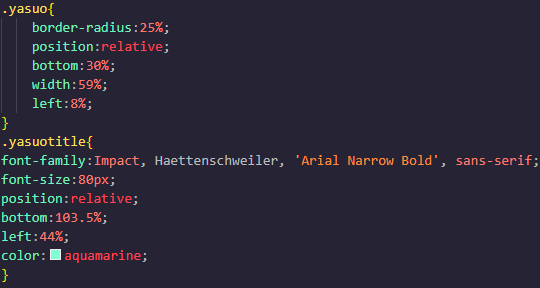 .yasuo{
border-radius:25%;
position:relative;
bottom:30%;
width:59%;
left:8%;
}
.yasuotitle{
font-family:Impact, Haettenschweiler, 'Arial Narrow Bold', sans-serif;
font-size:80px;
position:relative;
bottom:103.5%;
left:44%;
color:aquamarine;
}